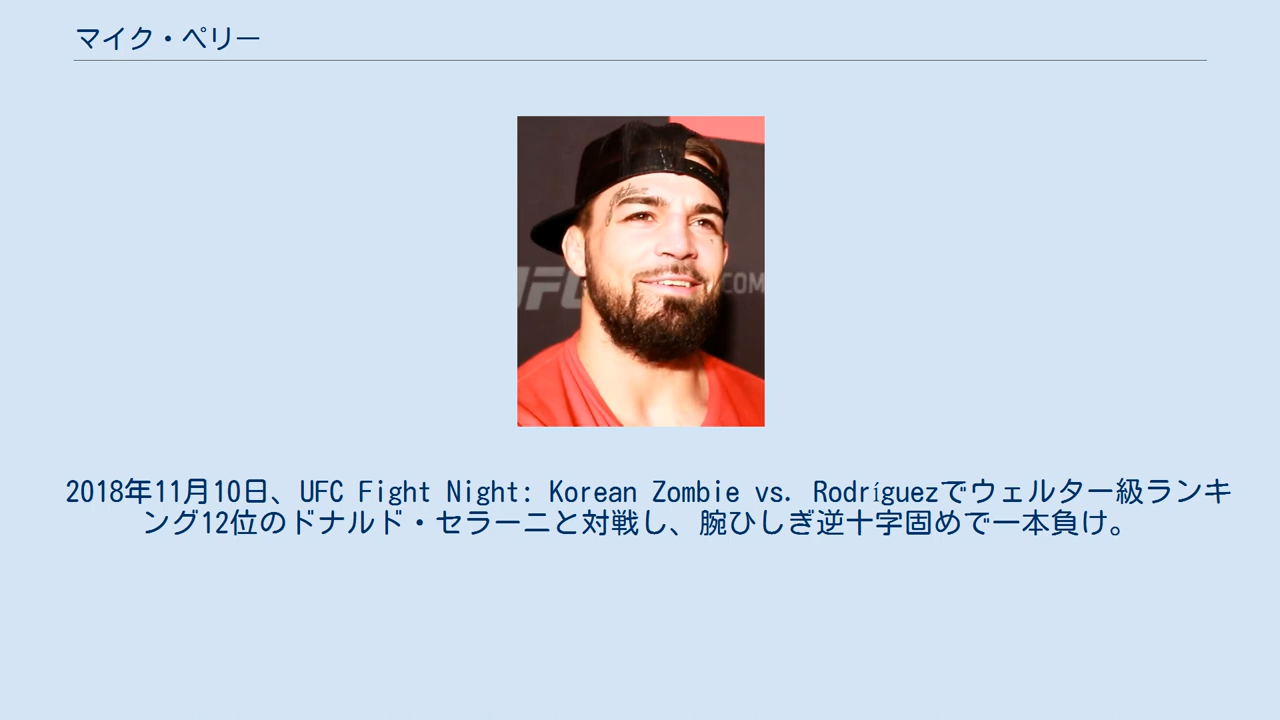 マイク・ペリー
UFC
.COM
2018年11月10日、UFC Fight Night: Korean Zombie vs. Rodríguezでウェルター級ランキ
ング12位のドナルド・セラーニと対戦し、腕ひしぎ逆十字固めで一本負け。